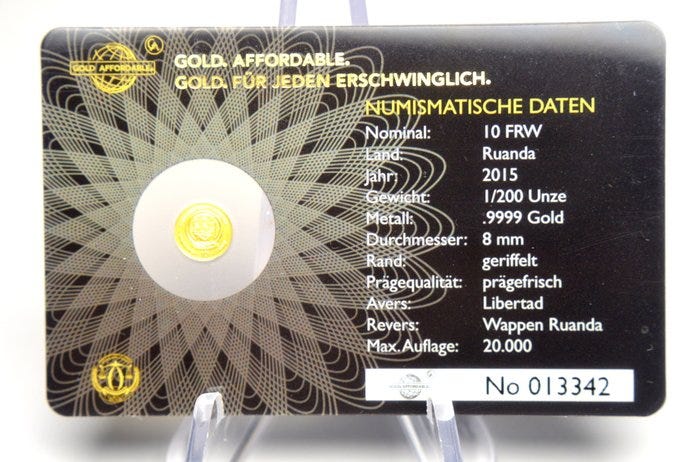 GOLD. AFFORDABLE.
GOLD. AFFORDABLE.
GOLD. FÜR JEDEN ERSCHWINGLICH.
NUMISMATISCHE DATEN
Nominal: 10 FRW
Land: Ruanda
Jahr: 2015
Gewicht: 1/200 Unze
Metall: .9999 Gold
Durchmesser: 8 mm
Rand: geriffelt
Prägequalität: prägefrisch
Avers: Libertad
Revers: Wappen Ruanda
Max. Auflage: 20.000
GOLD. AFFORDABLE.
No 013342